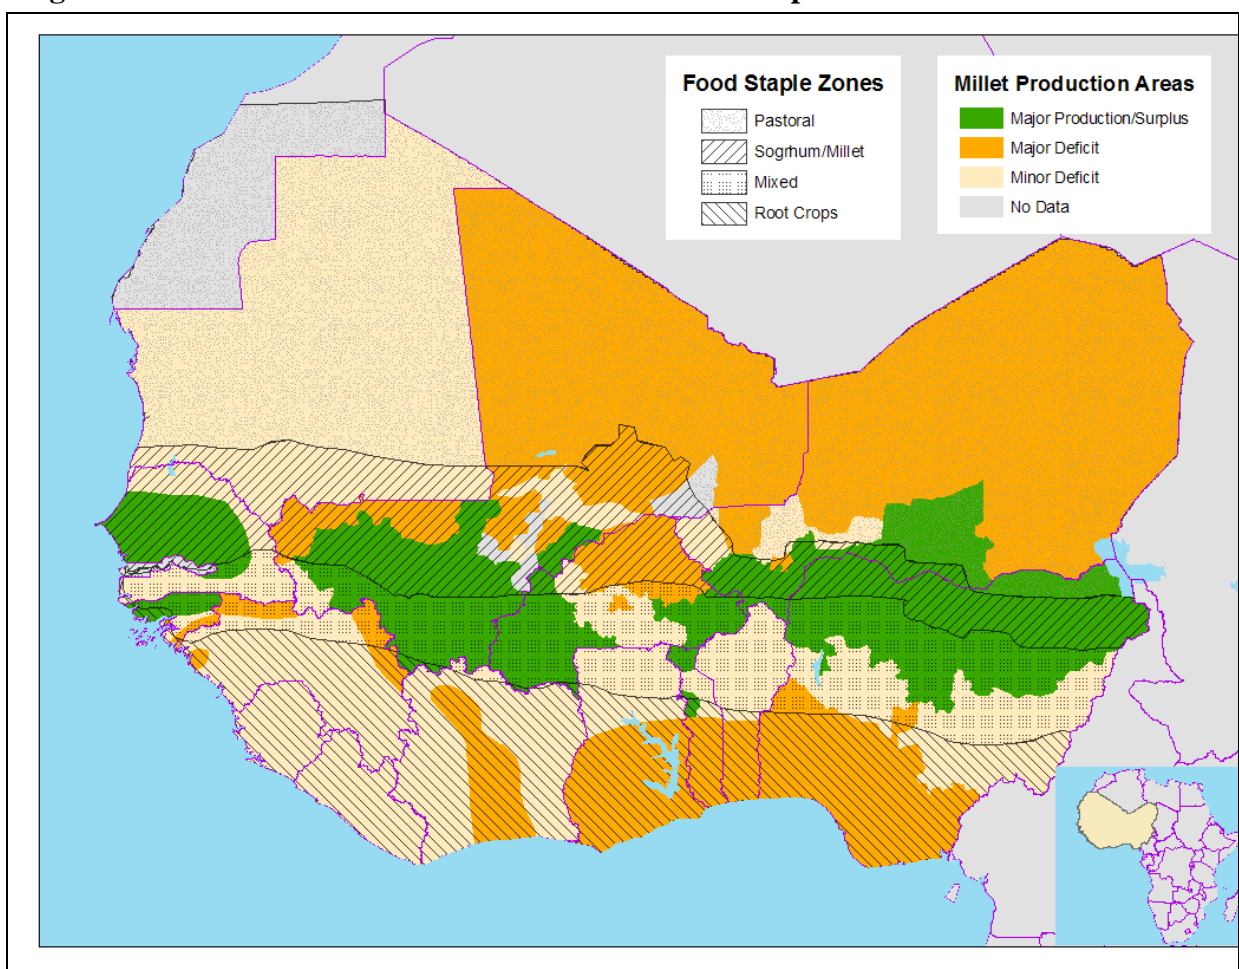 Food Staple Zones
Pastoral
Sogrhum/Millet
Mixed
Root Crops
Millet Production Areas
Major Production/Surplus
Major Deficit
Minor Deficit
No Data